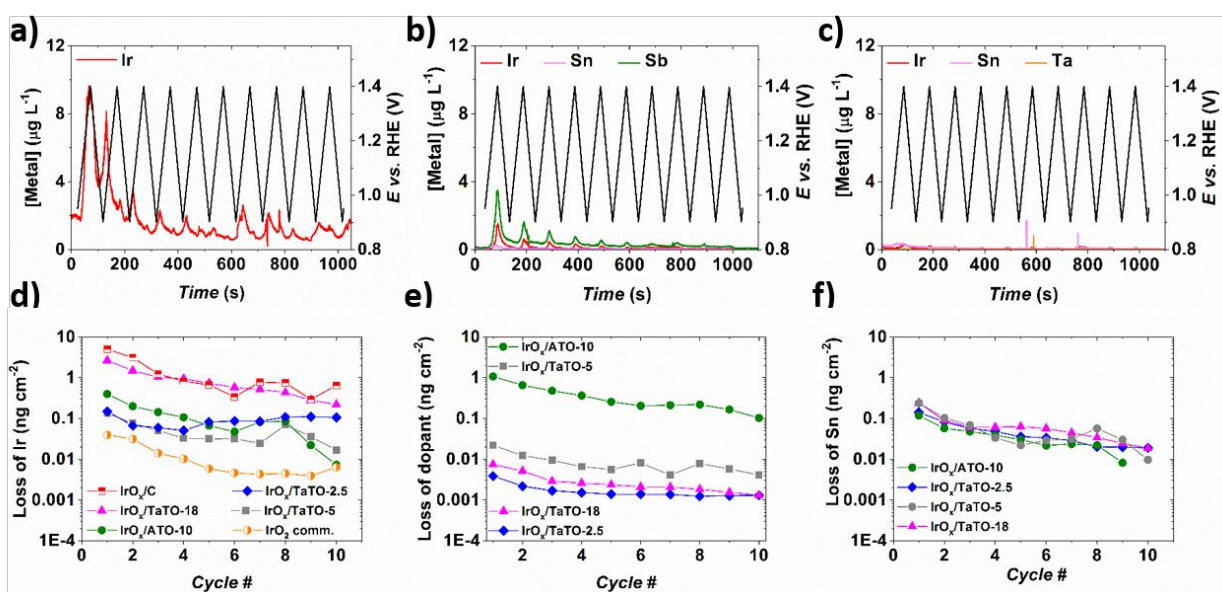 a)
b)
c)
Ir
Ir Sn Sb
Ir Sn Ta
[Metal] (µg L⁻¹)
12
8
4
0
0 200 400 600 800 1000
Time (s)
E vs. RHE (V)
1.4
1.2
1.0
0.8
[Metal] (µg L⁻¹)
12
8
4
0
0 200 400 600 800 1000
Time (s)
E vs. RHE (V)
1.4
1.2
1.0
0.8
[Metal] (µg L⁻¹)
12
8
4
0
0 200 400 600 800 1000
Time (s)
E vs. RHE (V)
1.4
1.2
1.0
0.8
d)
e)
f)
Loss of Ir (ng cm⁻²)
10
1
0.1
0.01
0.001
1E-4
IrOₓ/C
IrOₓ/TaTO-2.5
IrOₓ/TaTO-18
IrOₓ/TaTO-5
IrOₓ/ATO-10
IrO₂ comm.
0 2 4 6 8 10
Cycle #
Loss of dopant (ng cm⁻²)
10
1
0.1
0.01
0.001
1E-4
IrOₓ/ATO-10
IrOₓ/TaTO-5
IrOₓ/TaTO-18
IrOₓ/TaTO-2.5
2 4 6 8 10
Cycle #
Loss of Sn (ng cm⁻²)
10
1
0.1
0.01
0.001
1E-4
IrOₓ/ATO-10
IrOₓ/TaTO-2.5
IrOₓ/TaTO-5
IrOₓ/TaTO-18
0 2 4 6 8 10
Cycle #